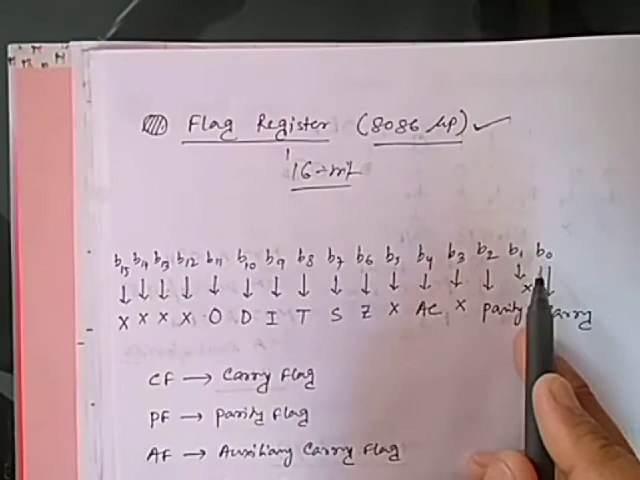 Flag Register (8086 μP) ✓
16-bit
b15 b14 b13 b12 b11 b10 b9 b8 b7 b6 b5 b4 b3 b2 b1 b0
↓ ↓ ↓ ↓ ↓ ↓ ↓ ↓ ↓ ↓ ↓ ↓ ↓ ↓ ↓ ↓
X X X X O D I T S Z X AC X Parity X
CF → Carry Flag
PF → Parity Flag
AF → Auxiliary Carry Flag